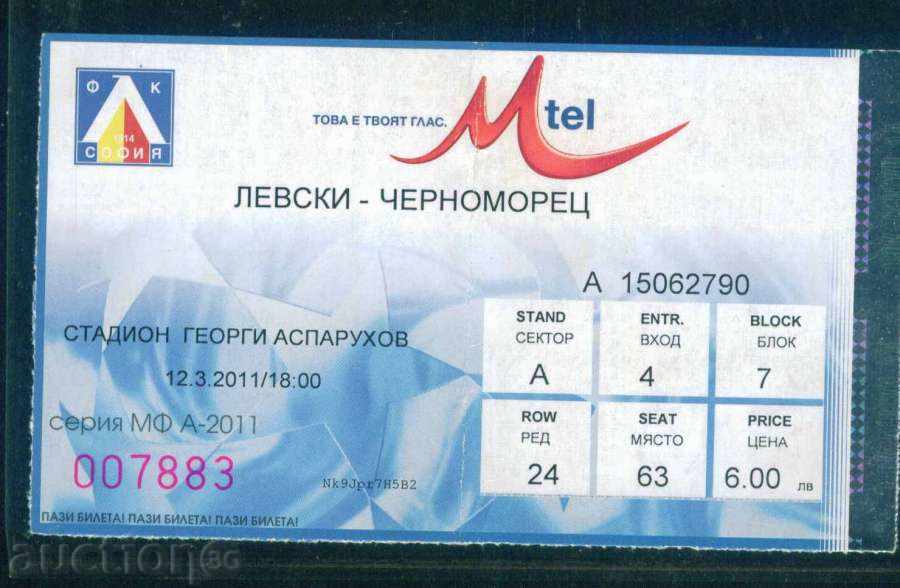 Ф К
1914
СОФИЯ
ТОВА Е ТВОЯТ ГЛАС.
Mtel
ЛЕВСКИ - ЧЕРНОМОРЕЦ
А 15062790
СТАДИОН ГЕОРГИ АСПАРУХОВ
12.3.2011/18:00
серия МФ А-2011
007883
Nk9Jpr7H5B2
ПАЗИ БИЛЕТА! ПАЗИ БИЛЕТА! ПАЗИ БИЛЕТА!
STAND ENTR. BLOCK
СЕКТОР ВХОД БЛОК
А 4 7
ROW SEAT PRICE
РЕД МЯСТО ЦЕНА
24 63 6.00 лв
auction.bg